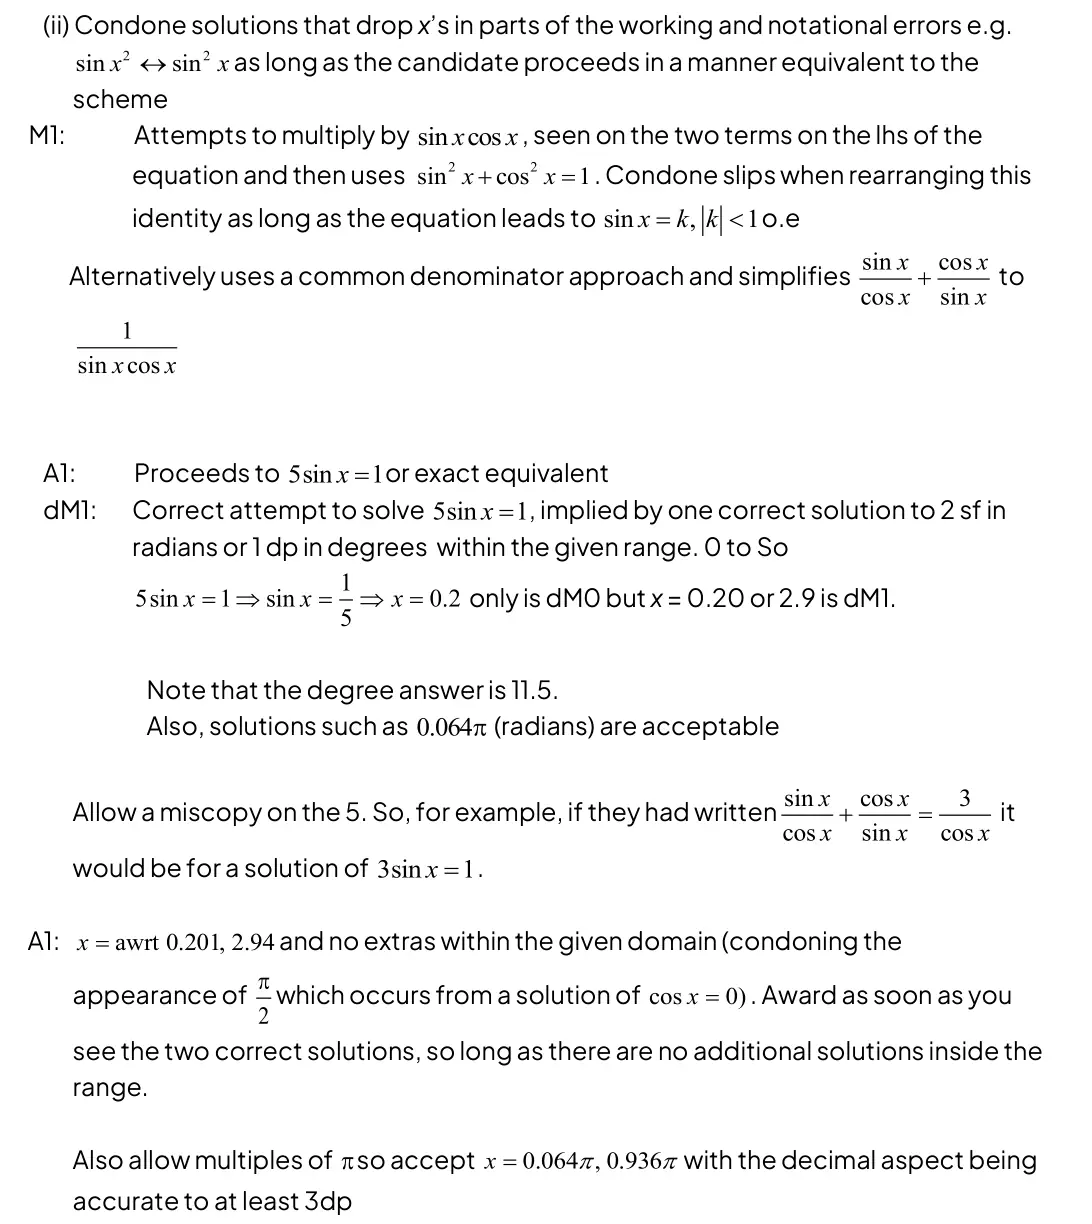 (ii) Condone solutions that drop x's in parts of the working and notational errors e.g.
sin x² ↔ sin² x as long as the candidate proceeds in a manner equivalent to the
scheme
M1: Attempts to multiply by sin x cos x, seen on the two terms on the lhs of the
equation and then uses sin² x + cos² x = 1. Condone slips when rearranging this
identity as long as the equation leads to sin x = k, |k| < 1 o.e
Alternatively uses a common denominator approach and simplifies sin x/cos x + cos x/sin x to
1/(sin x cos x)
A1: Proceeds to 5sin x = 1 or exact equivalent
dM1: Correct attempt to solve 5sin x = 1, implied by one correct solution to 2 sf in
radians or 1 dp in degrees within the given range. 0 to So
5sin x = 1 ⇒ sin x = 1/5 ⇒ x = 0.2 only is dM0 but x = 0.20 or 2.9 is dM1.
Note that the degree answer is 11.5.
Also, solutions such as 0.064π (radians) are acceptable
Allow a miscopy on the 5. So, for example, if they had written sin x/cos x + cos x/sin x = 3/cos x it
would be for a solution of 3sin x = 1.
A1: x = awrt 0.201, 2.94 and no extras within the given domain (condoning the
appearance of π/2 which occurs from a solution of cos x = 0). Award as soon as you
see the two correct solutions, so long as there are no additional solutions inside the
range.
Also allow multiples of π so accept x = 0.064π, 0.936π with the decimal aspect being
accurate to at least 3dp